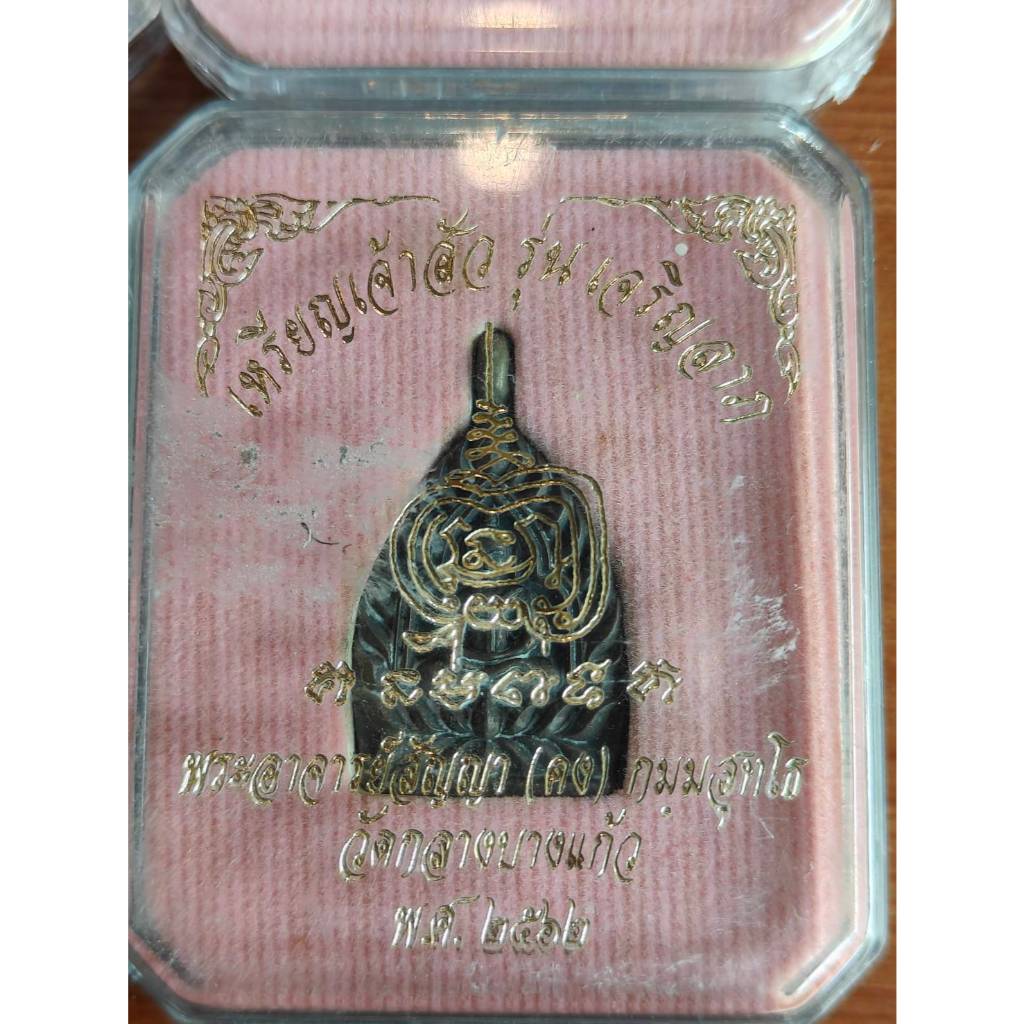 เหรียญเจ้าสัว รุ่น เจริญลาภ
พระอาจารย์สัญญา (คง) กมฺมสุทโธ
วัดกลางบางแก้ว
พ.ศ. ๒๕๖๒